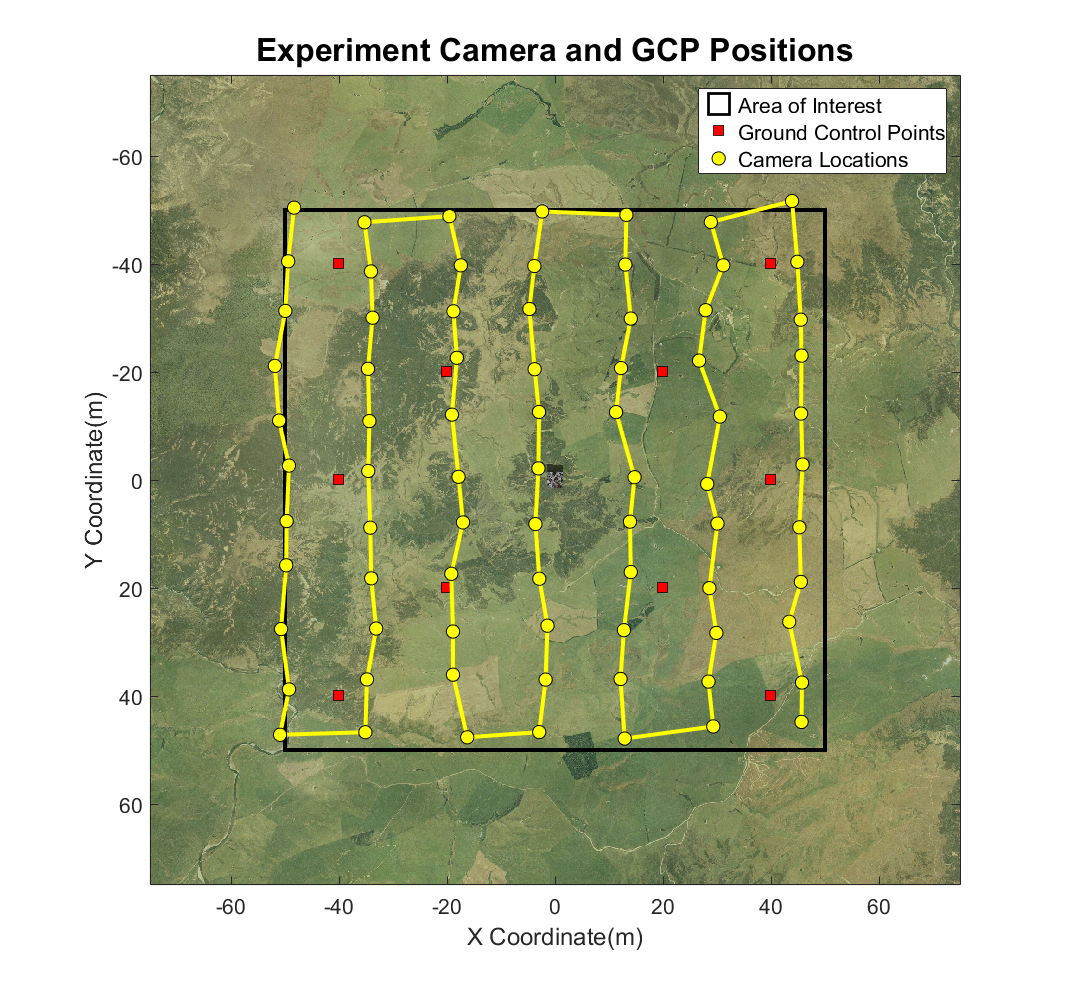 Experiment Camera and GCP Positions
Area of Interest
Ground Control Points
Camera Locations
-60
-40
-20
0
20
40
60
Y Coordinate(m)
-60 -40 -20 0 20 40 60
X Coordinate(m)